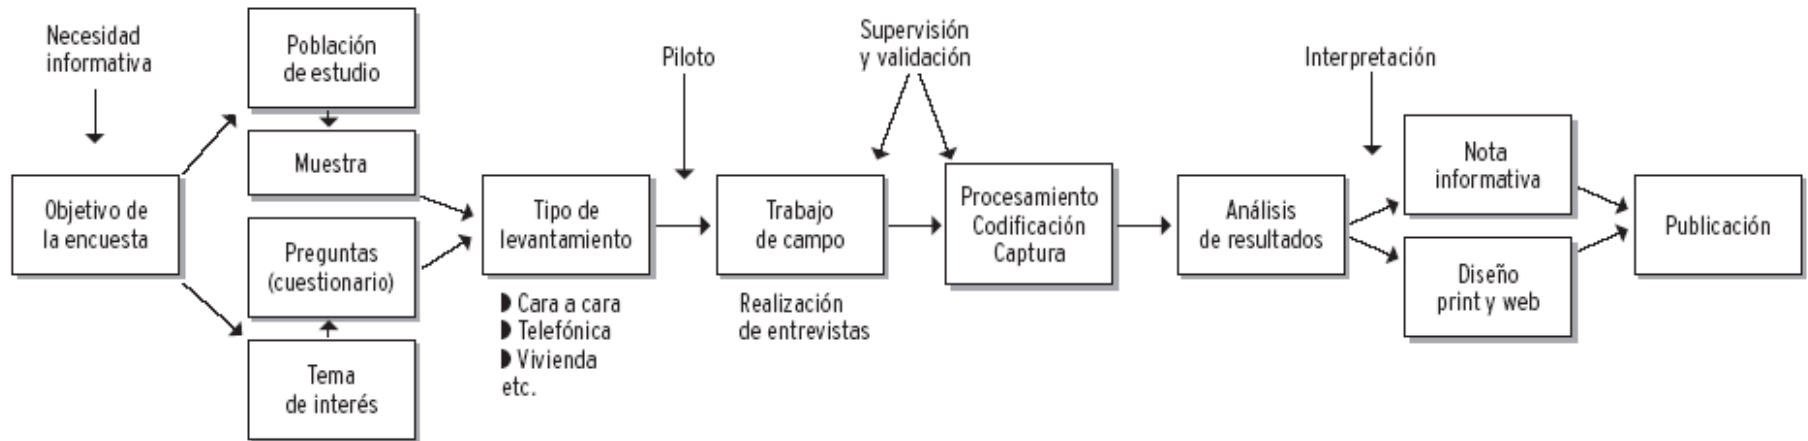 Necesidad
informativa
Objetivo de
la encuesta
Población
de estudio
Muestra
Preguntas
(cuestionario)
Tema
de interés
Tipo de
levantamiento
Cara a cara
Telefónica
Vivienda
etc.
Piloto
Trabajo
de campo
Realización
de entrevistas
Supervisión
y validación
Procesamiento
Codificación
Captura
Análisis
de resultados
Interpretación
Nota
informativa
Diseño
print y web
Publicación